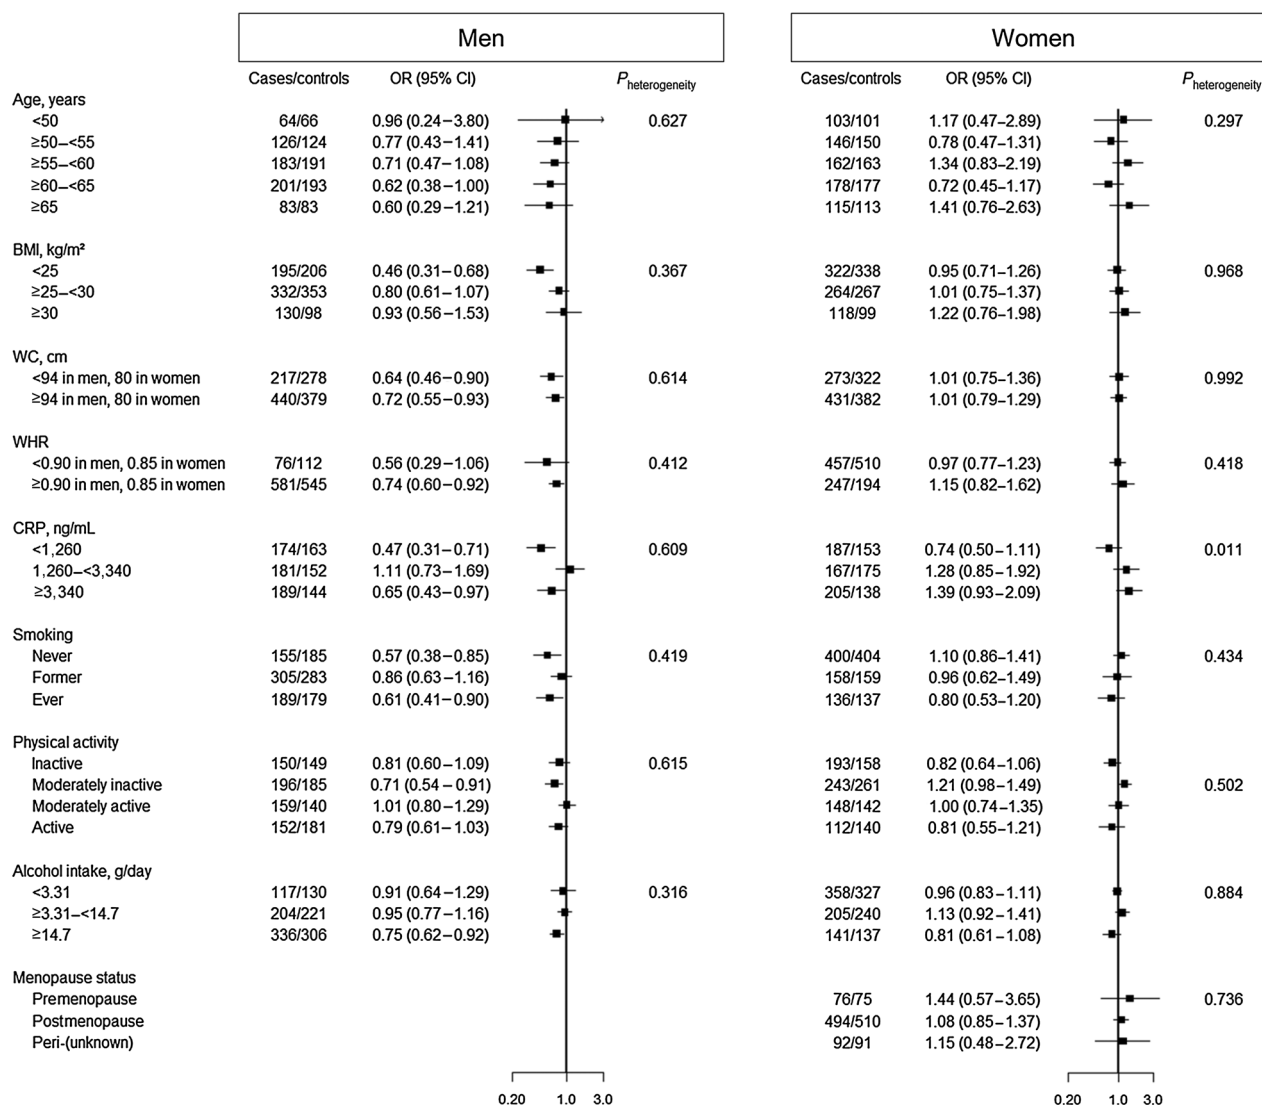 Men Women
Cases/controls OR (95% CI) Pheterogeneity Cases/controls OR (95% CI) Pheterogeneity
Age, years
<50 64/66 0.96 (0.24–3.80) 0.627 103/101 1.17 (0.47–2.89) 0.297
≥50–<55 126/124 0.77 (0.43–1.41) 146/150 0.78 (0.47–1.31)
≥55–<60 183/191 0.71 (0.47–1.08) 162/163 1.34 (0.83–2.19)
≥60–<65 201/193 0.62 (0.38–1.00) 178/177 0.72 (0.45–1.17)
≥65 83/83 0.60 (0.29–1.21) 115/113 1.41 (0.76–2.63)
BMI, kg/m²
<25 195/206 0.46 (0.31–0.68) 0.367 322/338 0.95 (0.71–1.26) 0.968
≥25–<30 332/353 0.80 (0.61–1.07) 264/267 1.01 (0.75–1.37)
≥30 130/98 0.93 (0.56–1.53) 118/99 1.22 (0.76–1.98)
WC, cm
<94 in men, 80 in women 217/278 0.64 (0.46–0.90) 0.614 273/322 1.01 (0.75–1.36) 0.992
≥94 in men, 80 in women 440/379 0.72 (0.55–0.93) 431/382 1.01 (0.79–1.29)
WHR
<0.90 in men, 0.85 in women 76/112 0.56 (0.29–1.06) 0.412 457/510 0.97 (0.77–1.23) 0.418
≥0.90 in men, 0.85 in women 581/545 0.74 (0.60–0.92) 247/194 1.15 (0.82–1.62)
CRP, ng/mL
<1,260 174/163 0.47 (0.31–0.71) 0.609 187/153 0.74 (0.50–1.11) 0.011
1,260–<3,340 181/152 1.11 (0.73–1.69) 167/175 1.28 (0.85–1.92)
≥3,340 189/144 0.65 (0.43–0.97) 205/138 1.39 (0.93–2.09)
Smoking
Never 155/185 0.57 (0.38–0.85) 0.419 400/404 1.10 (0.86–1.41) 0.434
Former 305/283 0.86 (0.63–1.16) 158/159 0.96 (0.62–1.49)
Ever 189/179 0.61 (0.41–0.90) 136/137 0.80 (0.53–1.20)
Physical activity
Inactive 150/149 0.81 (0.60–1.09) 0.615 193/158 0.82 (0.64–1.06)
Moderately inactive 196/185 0.71 (0.54–0.91) 243/261 1.21 (0.98–1.49) 0.502
Moderately active 159/140 1.01 (0.80–1.29) 148/142 1.00 (0.74–1.35)
Active 152/181 0.79 (0.61–1.03) 112/140 0.81 (0.55–1.21)
Alcohol intake, g/day
<3.31 117/130 0.91 (0.64–1.29) 0.316 358/327 0.96 (0.83–1.11) 0.884
≥3.31–<14.7 204/221 0.95 (0.77–1.16) 205/240 1.13 (0.92–1.41)
≥14.7 336/306 0.75 (0.62–0.92) 141/137 0.81 (0.61–1.08)
Menopause status
Premenopause 76/75 1.44 (0.57–3.65) 0.736
Postmenopause 494/510 1.08 (0.85–1.37)
Peri-(unknown) 92/91 1.15 (0.48–2.72)
0.20 1.0 3.0 0.20 1.0 3.0